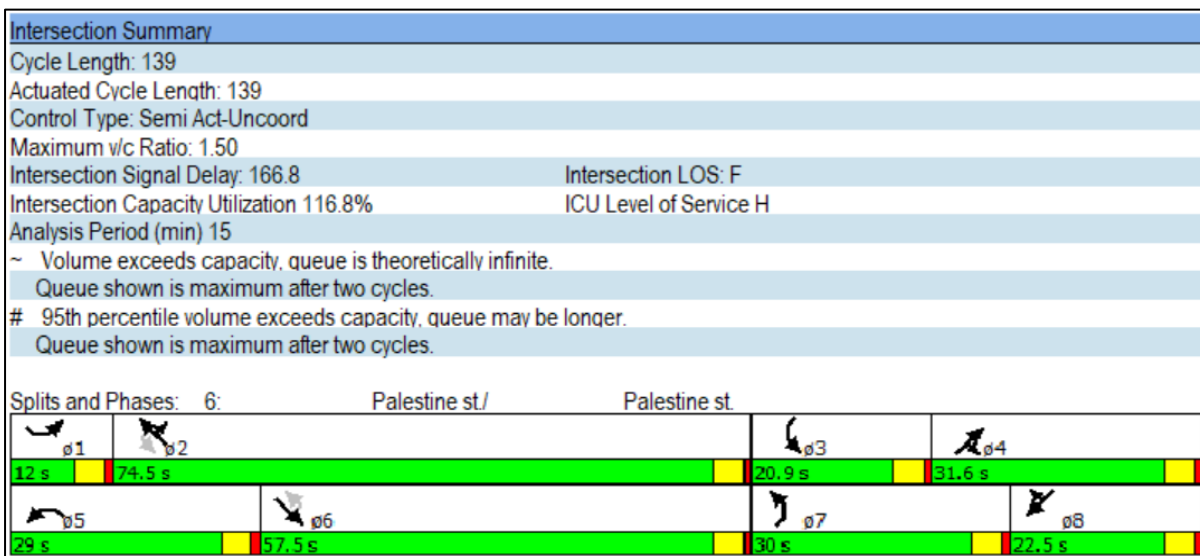 Intersection Summary
Cycle Length: 139
Actuated Cycle Length: 139
Control Type: Semi Act-Uncoord
Maximum v/c Ratio: 1.50
Intersection Signal Delay: 166.8 Intersection LOS: F
Intersection Capacity Utilization 116.8% ICU Level of Service H
Analysis Period (min) 15
~ Volume exceeds capacity, queue is theoretically infinite.
Queue shown is maximum after two cycles.
# 95th percentile volume exceeds capacity, queue may be longer.
Queue shown is maximum after two cycles.
Splits and Phases: 6: Palestine st./ Palestine st.
ø1 ø2 ø3 ø4
12 s 74.5 s 20.9 s 31.6 s
ø5 ø6 ø7 ø8
29 s 57.5 s 30 s 22.5 s